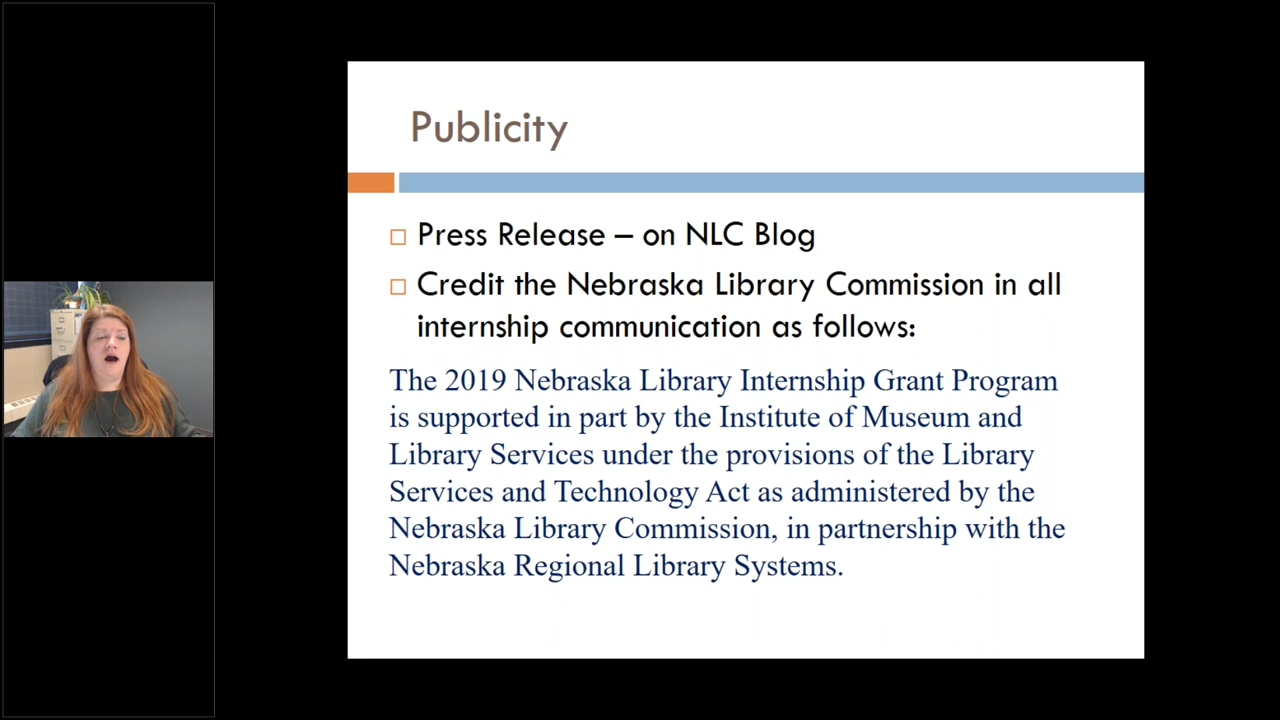 Publicity
Press Release – on NLC Blog
Credit the Nebraska Library Commission in all
internship communication as follows:
The 2019 Nebraska Library Internship Grant Program
is supported in part by the Institute of Museum and
Library Services under the provisions of the Library
Services and Technology Act as administered by the
Nebraska Library Commission, in partnership with the
Nebraska Regional Library Systems.